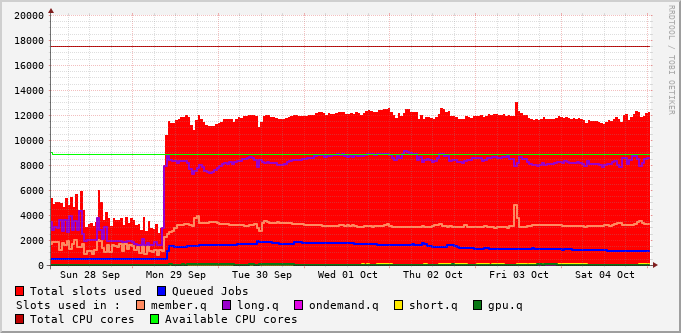 RRDTOOL / TOBI OETIKER
20000
18000
16000
14000
12000
10000
8000
6000
4000
2000
0
Sun 28 Sep Mon 29 Sep Tue 30 Sep Wed 01 Oct Thu 02 Oct Fri 03 Oct Sat 04 Oct
Total slots used Queued Jobs
Slots used in : member.q long.q ondemand.q short.q gpu.q
Total CPU cores Available CPU cores